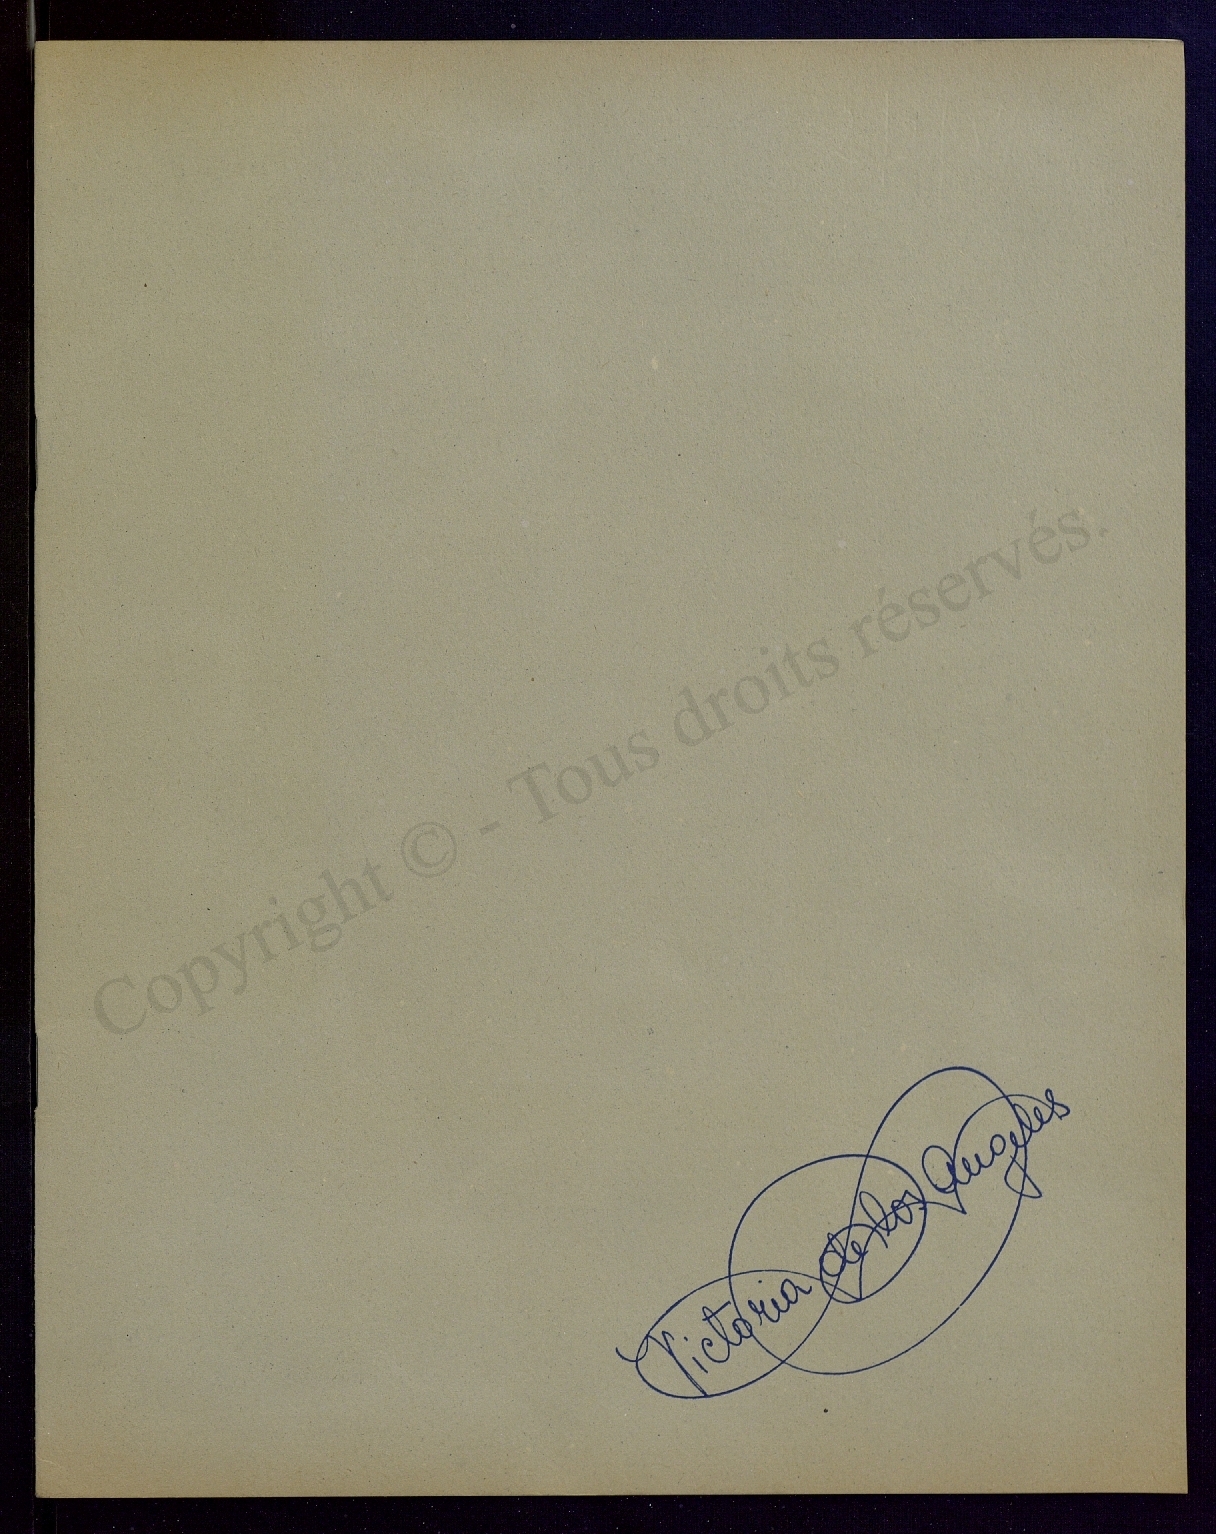 Copyright © - Tous droits réservés.
Victoria de los Angeles